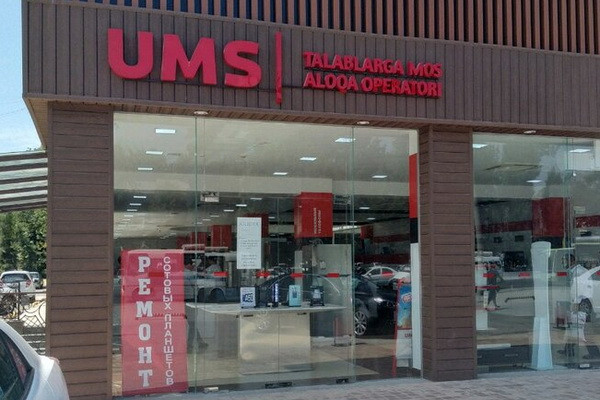 UMS
TALABLARGA MOS
ALOQA OPERATORI
РЕМОНТ
СОТОВЫХ ПЛАНШЕТОВ